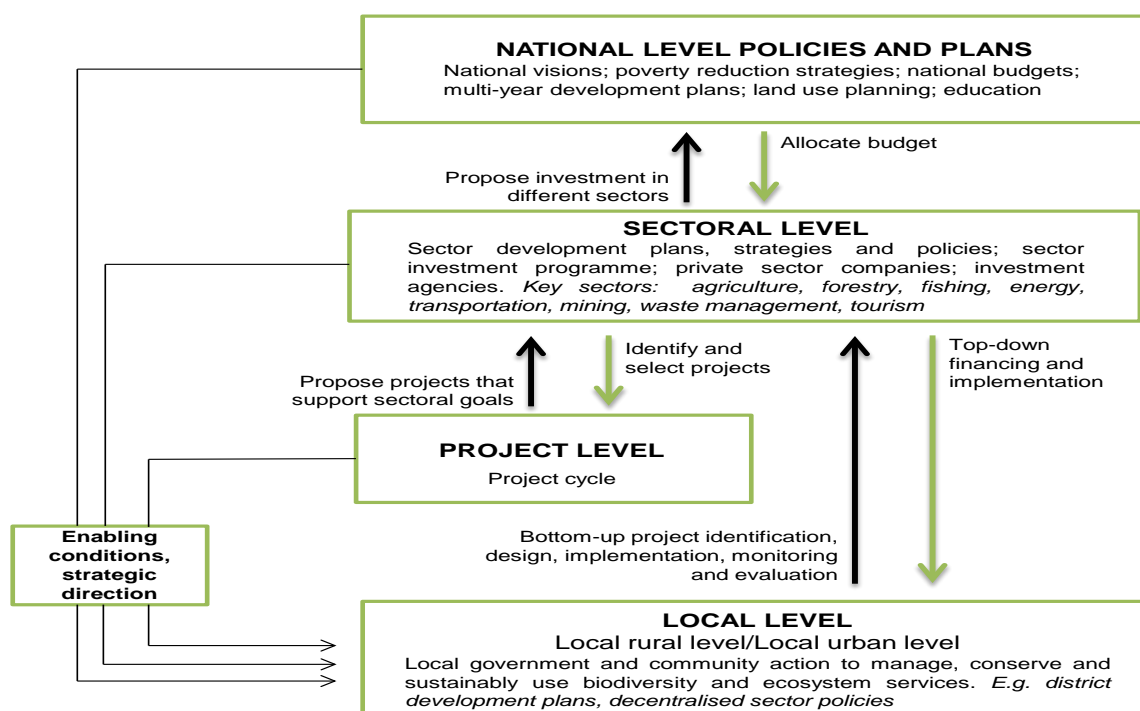 NATIONAL LEVEL POLICIES AND PLANS
National visions; poverty reduction strategies; national budgets;
multi-year development plans; land use planning; education
Allocate budget
Propose investment in
different sectors
SECTORAL LEVEL
Sector development plans, strategies and policies; sector
investment programme; private sector companies; investment
agencies. Key sectors: agriculture, forestry, fishing, energy,
transportation, mining, waste management, tourism
Identify and
select projects
Top-down
financing and
implementation
Propose projects that
support sectoral goals
PROJECT LEVEL
Project cycle
Enabling
conditions,
strategic
direction
Bottom-up project identification,
design, implementation, monitoring
and evaluation
LOCAL LEVEL
Local rural level/Local urban level
Local government and community action to manage, conserve and
sustainably use biodiversity and ecosystem services. E.g. district
development plans, decentralised sector policies